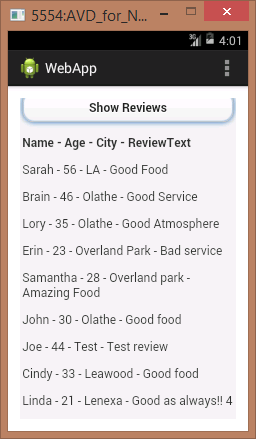 5554:AVD_for_N...
3G 4:01
WebApp
Show Reviews
Name - Age - City - ReviewText
Sarah - 56 - LA - Good Food
Brain - 46 - Olathe - Good Service
Lory - 35 - Olathe - Good Atmosphere
Erin - 23 - Overland Park - Bad service
Samantha - 28 - Overland park -
Amazing Food
John - 30 - Olathe - Good food
Joe - 44 - Test - Test review
Cindy - 33 - Leawood - Good food
Linda - 21 - Lenexa - Good as always!! 4